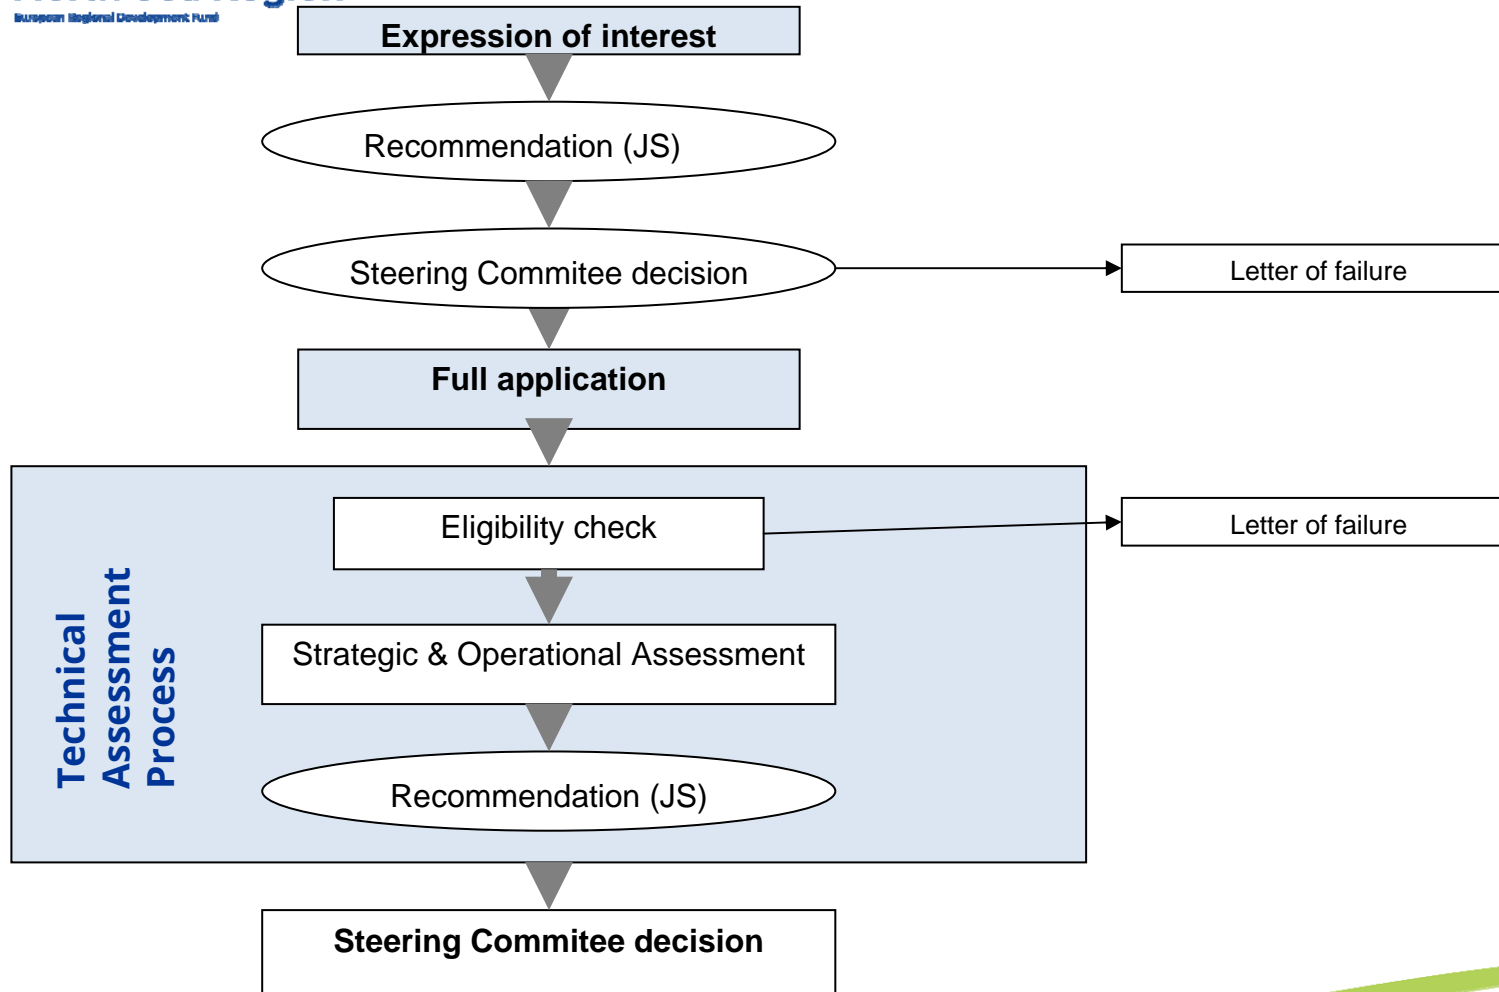 European Regional Development Fund
Expression of interest
Recommendation (JS)
Steering Commitee decision
Letter of failure
Full application
Eligibility check
Letter of failure
Strategic & Operational Assessment
Technical
Assessment
Process
Recommendation (JS)
Steering Commitee decision